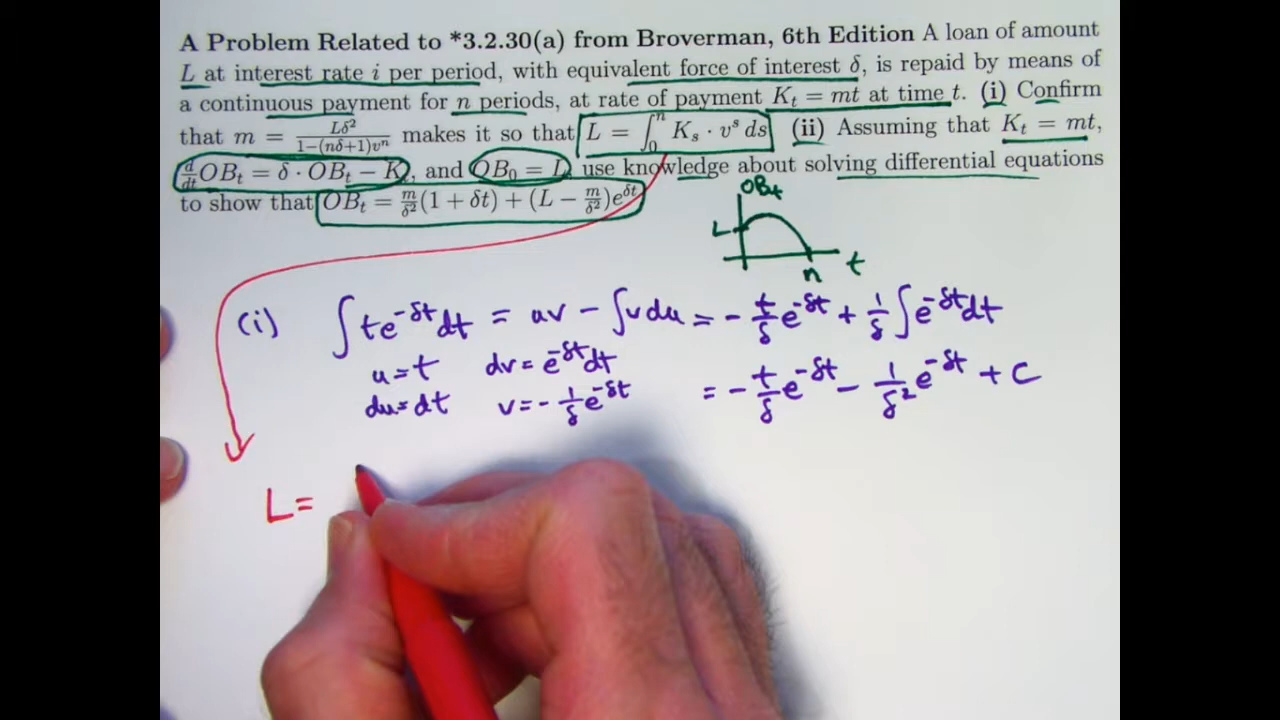 A Problem Related to *3.2.30(a) from Broverman, 6th Edition A loan of amount
L at interest rate i per period, with equivalent force of interest δ, is repaid by means of
a continuous payment for n periods, at rate of payment K_t = mt at time t. (i) Confirm
that m = Lδ²/(1−(nδ+1)vⁿ) makes it so that L = ∫₀ⁿ K_s · v^s ds (ii) Assuming that K_t = mt,
d/dt OB_t = δ · OB_t − K, and OB₀ = L, use knowledge about solving differential equations
to show that OB_t = m/δ² (1 + δt) + (L − m/δ²)e^{δt}
OB_t
L
n
t
(i) ∫te^{-δt}dt = uv − ∫vdu = − t/δ e^{-δt} + 1/δ ∫e^{-δt}dt
u=t dv=e^{-δt}dt
du=dt v=− 1/δ e^{-δt} = − t/δ e^{-δt} − 1/δ² e^{-δt} + C
L=